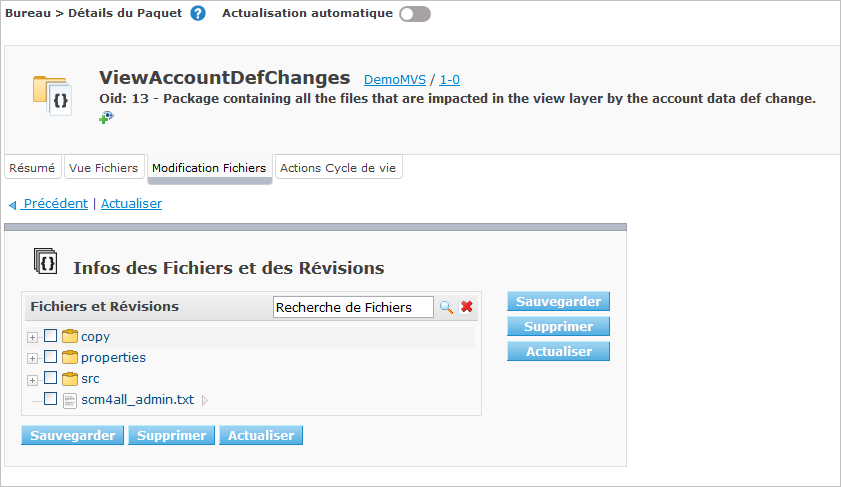 Bureau > Détails du Paquet ? Actualisation automatique
ViewAccountDefChanges DemoMVS / 1-0
Oid: 13 - Package containing all the files that are impacted in the view layer by the account data def change.
Résumé Vue Fichiers Modification Fichiers Actions Cycle de vie
Précédent | Actualiser
Infos des Fichiers et des Révisions
Fichiers et Révisions Recherche de Fichiers
Sauvegarder
Supprimer
Actualiser
copy
properties
src
scm4all_admin.txt
Sauvegarder Supprimer Actualiser